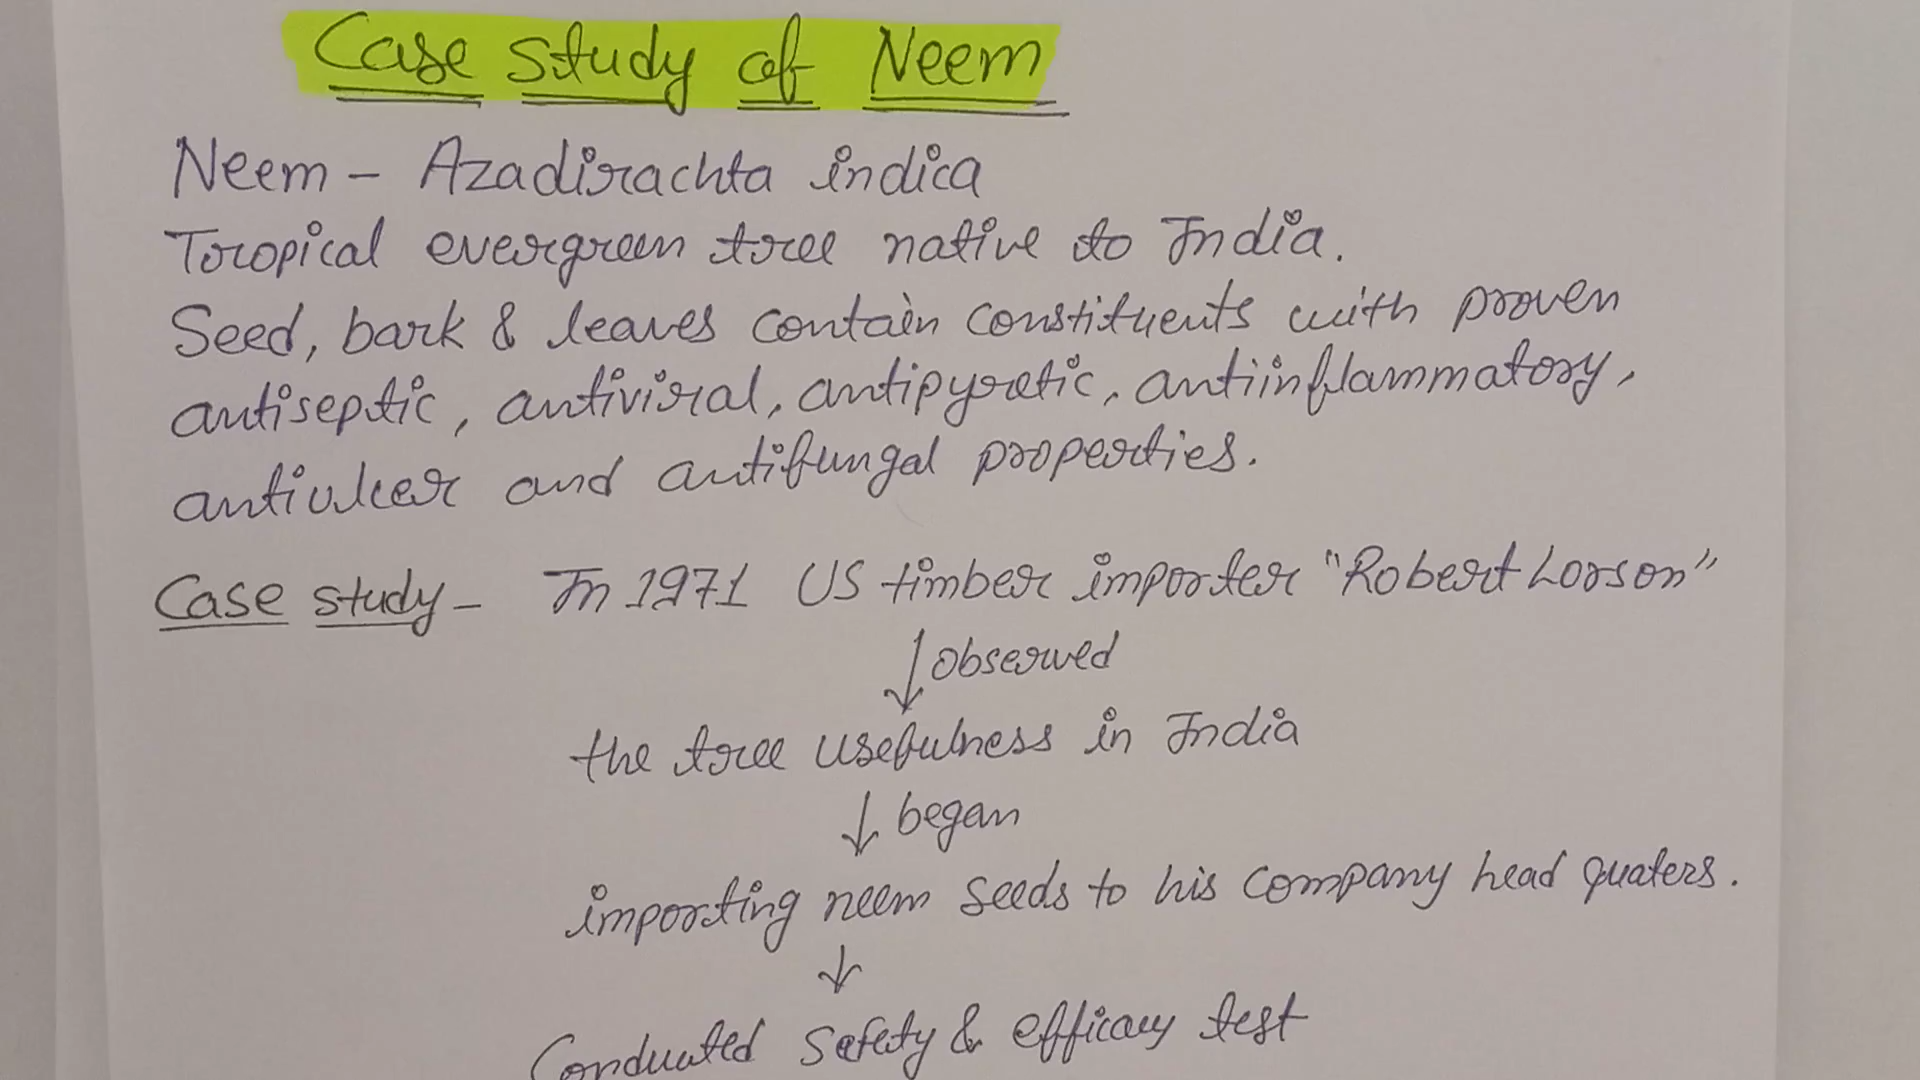 Case study of Neem
Neem - Azadirachta indica
Tropical evergreen tree native to India.
Seed, bark & leaves contain constituents with proven
antiseptic, antiviral, antipyretic, antiinflammatory,
antiulcer and antifungal properties.
Case study - In 1971 US timber importer "Robert Lorson"
↓ observed
the tree usefulness in India
↓ began
importing neem seeds to his company head quaters.
↓
Conducted safety & efficacy test